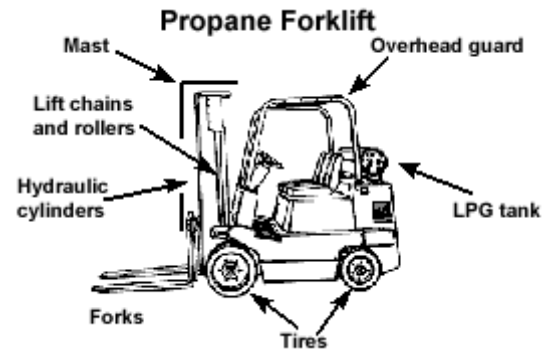 Propane Forklift
Mast
Overhead guard
Lift chains
and rollers
Hydraulic
cylinders
LPG tank
Forks
Tires